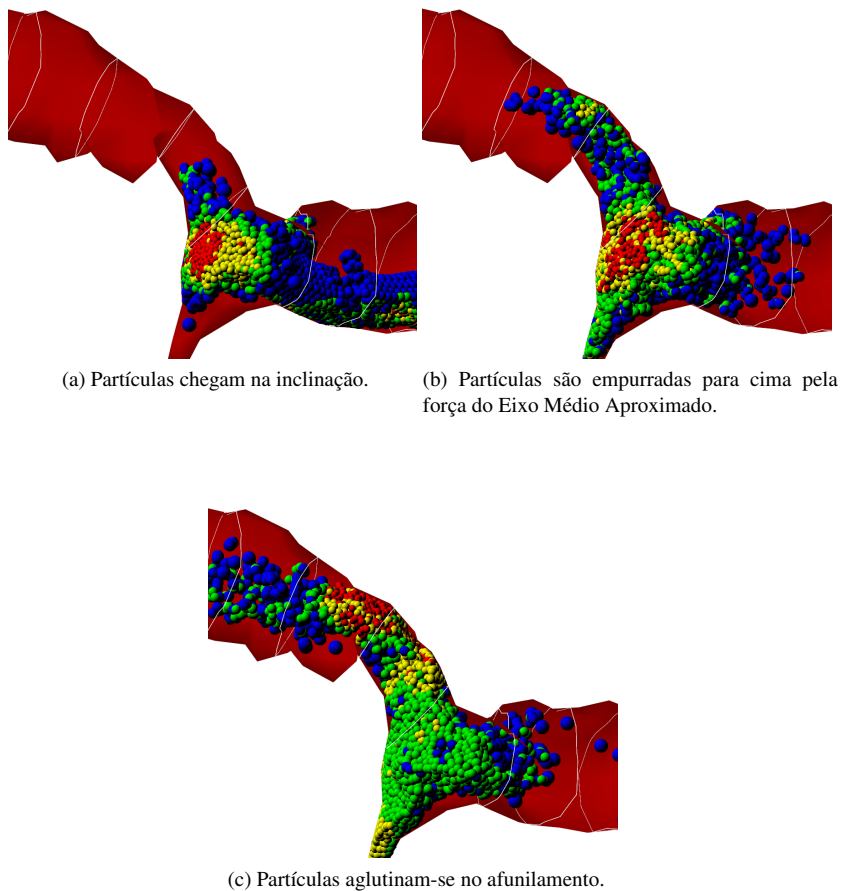 (a) Partículas chegam na inclinação.
(b) Partículas são empurradas para cima pela
força do Eixo Médio Aproximado.
(c) Partículas aglutinam-se no afunilamento.